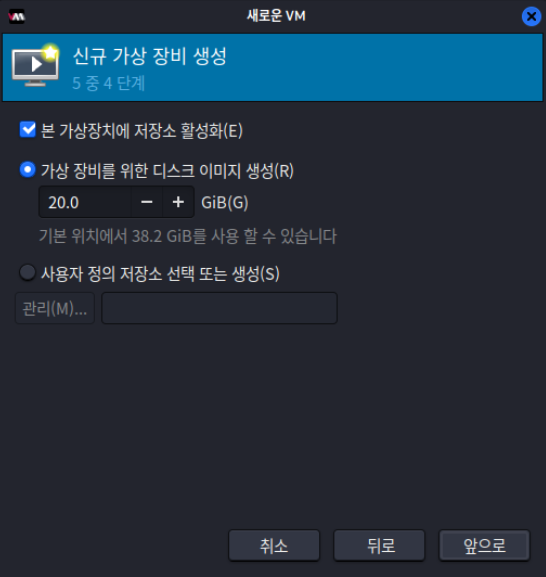 새로운 VM
신규 가상 장비 생성
5 중 4 단계
본 가상장치에 저장소 활성화(E)
가상 장비를 위한 디스크 이미지 생성(R)
20.0 − + GiB(G)
기본 위치에서 38.2 GiB를 사용 할 수 있습니다
사용자 정의 저장소 선택 또는 생성(S)
관리(M)...
취소 뒤로 앞으로